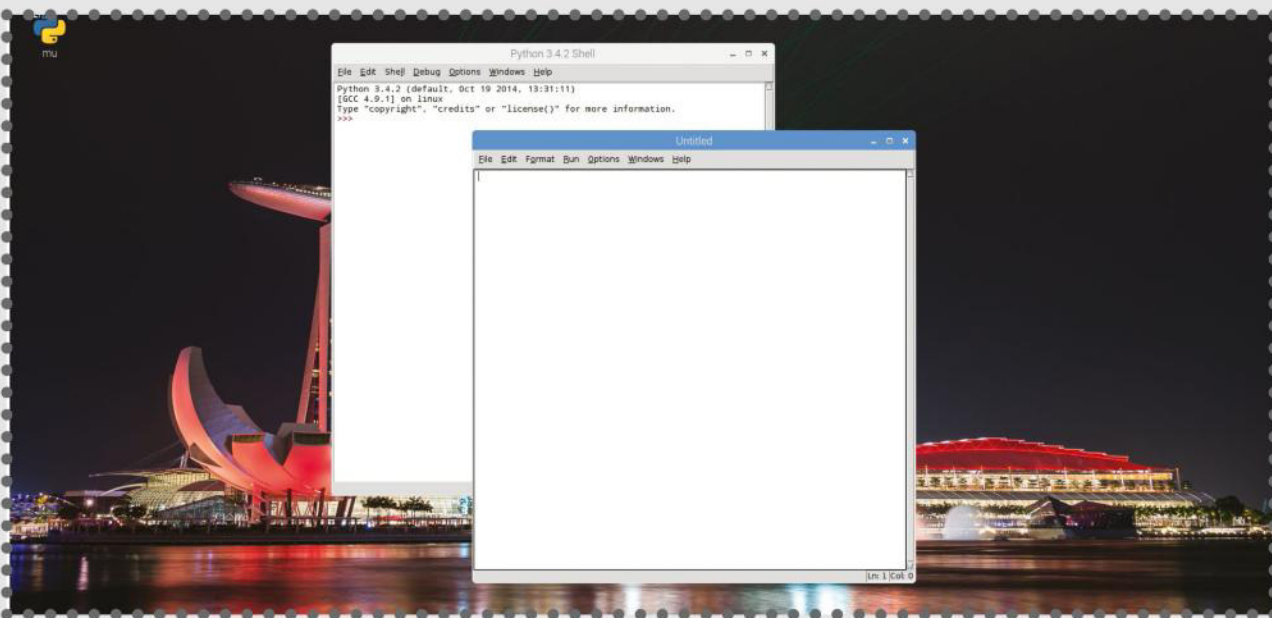 mu
Python 3.4.2 Shell
File Edit Shell Debug Options Windows Help
Python 3.4.2 (default, Oct 19 2014, 13:31:11)
[GCC 4.9.1] on linux
Type "copyright", "credits" or "license()" for more information.
>>>
Untitled
File Edit Format Run Options Windows Help
Ln: 1 Col: 0